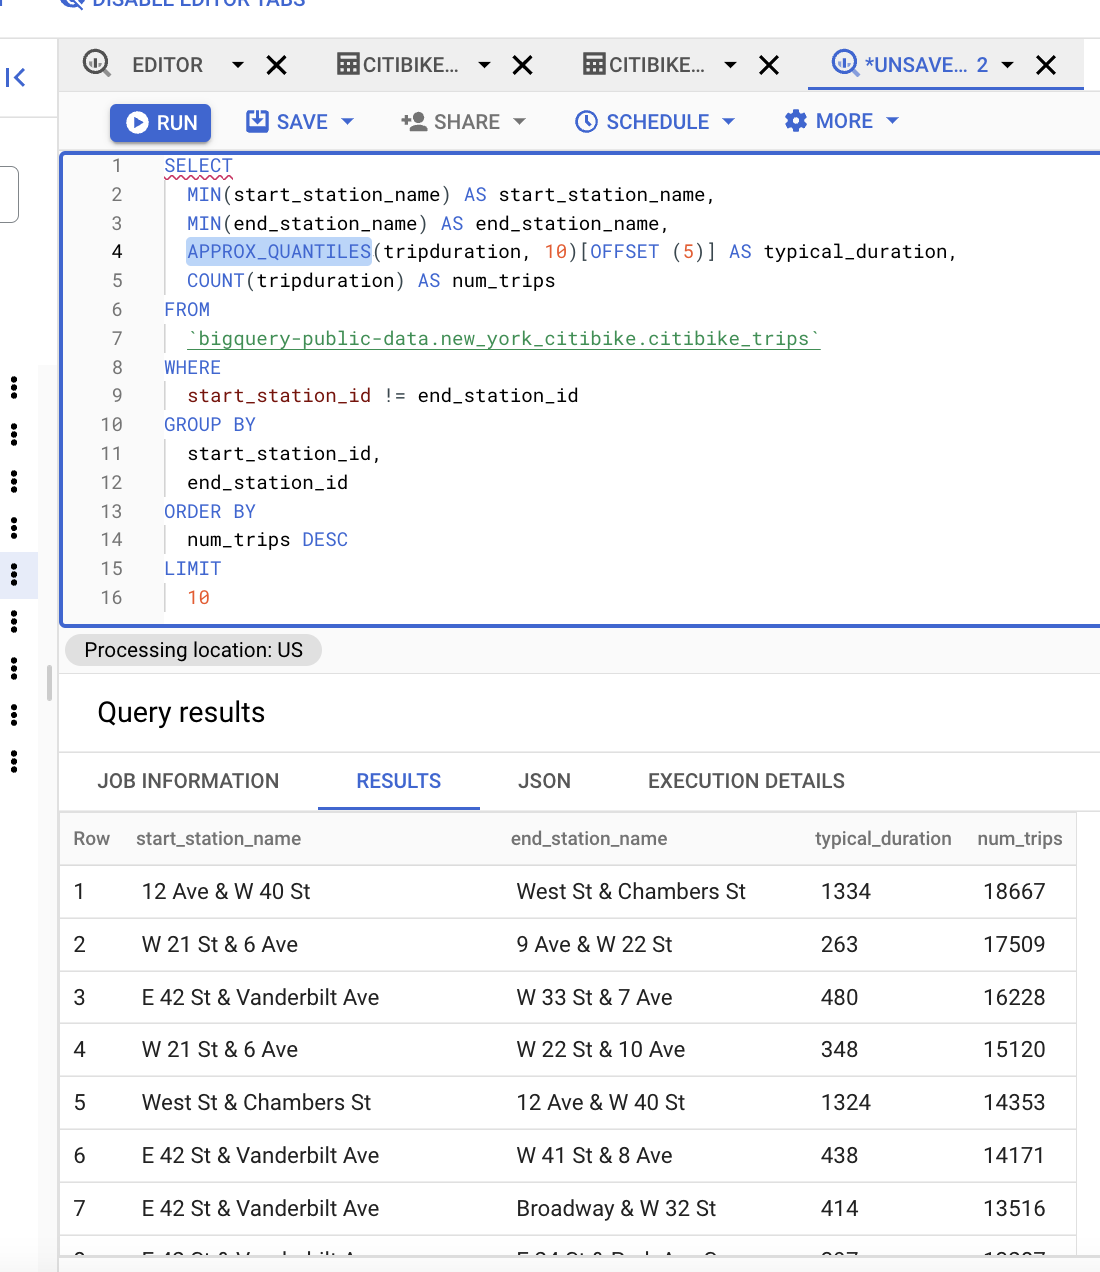 DISABLE EDITOR TABS
EDITOR
CITIBIKE...
CITIBIKE...
*UNSAVE... 2
RUN
SAVE
SHARE
SCHEDULE
MORE
1 SELECT
2 MIN(start_station_name) AS start_station_name,
3 MIN(end_station_name) AS end_station_name,
4 APPROX_QUANTILES(tripduration, 10)[OFFSET (5)] AS typical_duration,
5 COUNT(tripduration) AS num_trips
6 FROM
7 `bigquery-public-data.new_york_citibike.citibike_trips`
8 WHERE
9 start_station_id != end_station_id
10 GROUP BY
11 start_station_id,
12 end_station_id
13 ORDER BY
14 num_trips DESC
15 LIMIT
16 10
Processing location: US
Query results
JOB INFORMATION RESULTS JSON EXECUTION DETAILS
Row start_station_name end_station_name typical_duration num_trips
1 12 Ave & W 40 St West St & Chambers St 1334 18667
2 W 21 St & 6 Ave 9 Ave & W 22 St 263 17509
3 E 42 St & Vanderbilt Ave W 33 St & 7 Ave 480 16228
4 W 21 St & 6 Ave W 22 St & 10 Ave 348 15120
5 West St & Chambers St 12 Ave & W 40 St 1324 14353
6 E 42 St & Vanderbilt Ave W 41 St & 8 Ave 438 14171
7 E 42 St & Vanderbilt Ave Broadway & W 32 St 414 13516